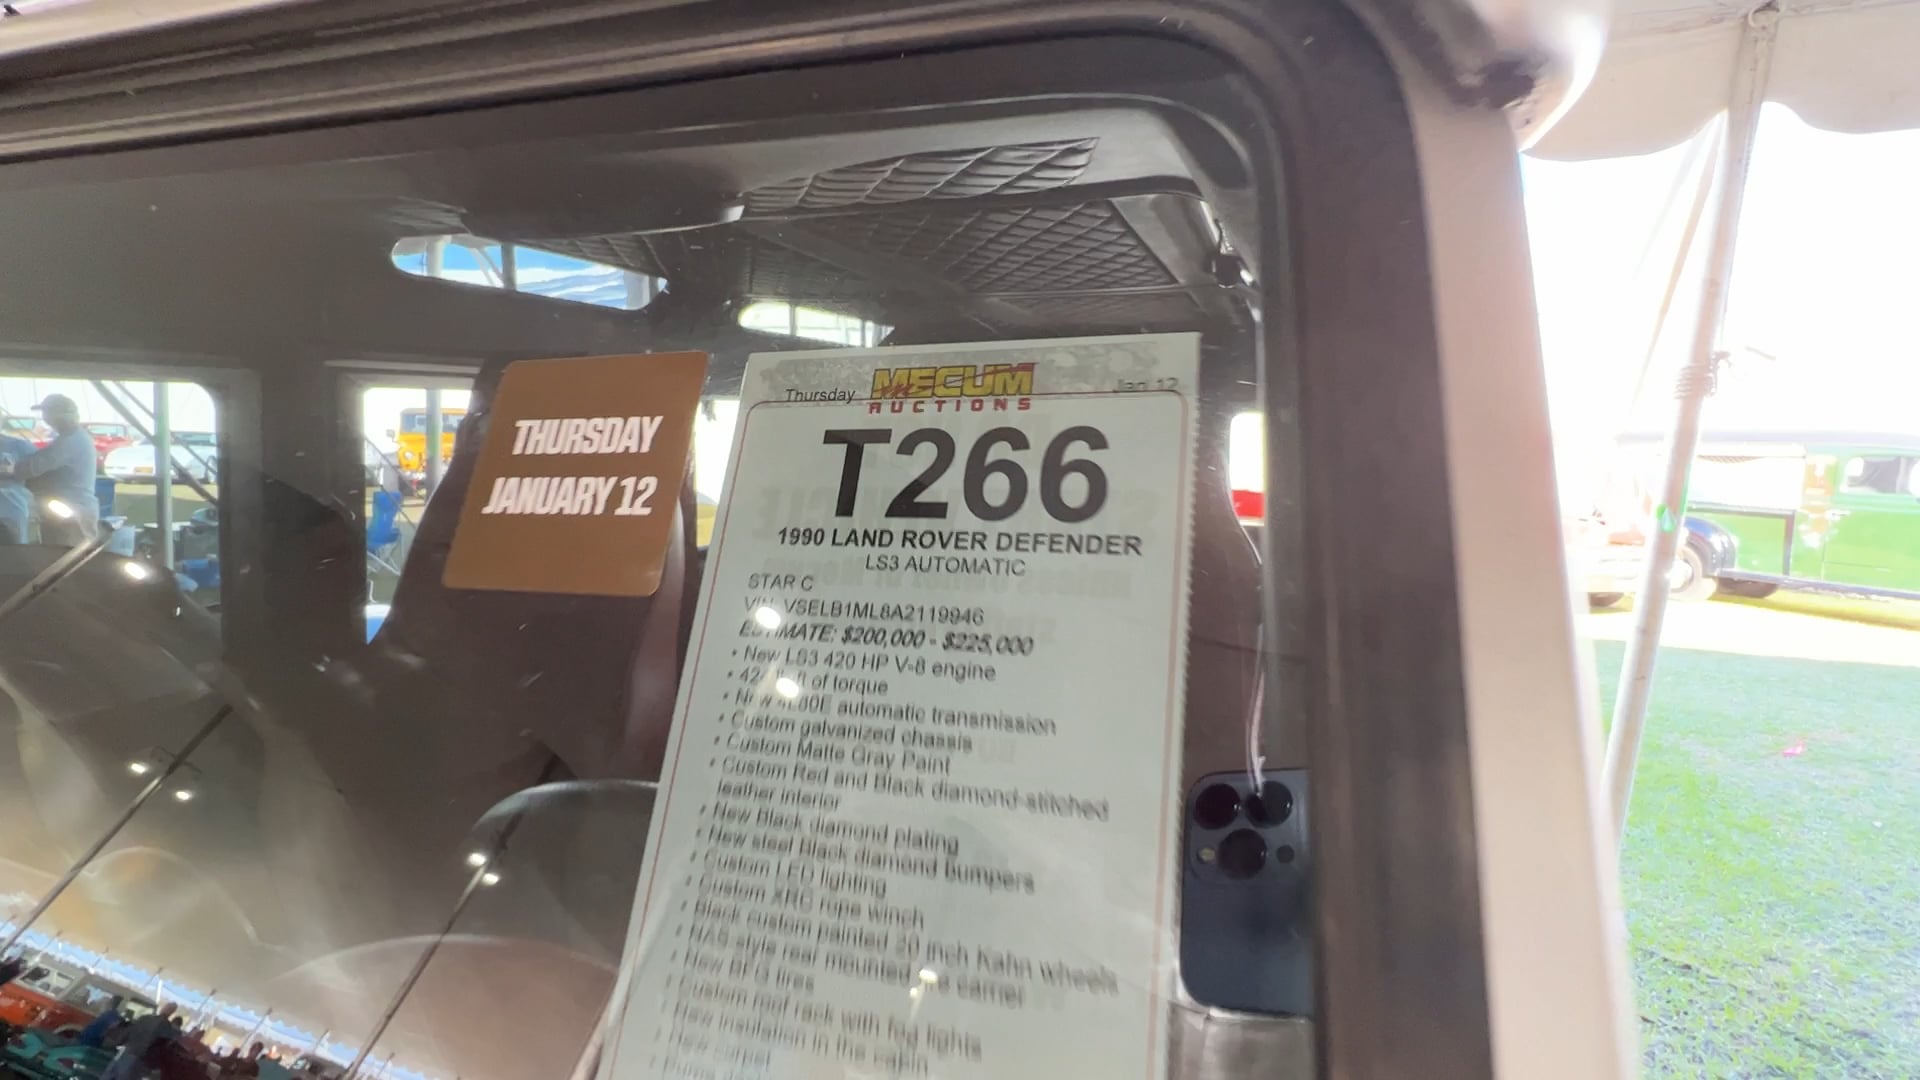 THURSDAY
JANUARY 12
Thursday MECUM Jan 12
AUCTIONS
T266
1990 LAND ROVER DEFENDER
LS3 AUTOMATIC
STAR C
VIN: VSELB1ML8A2119946
ESTIMATE: $200,000 - $225,000
• New LS3 420 HP V-8 engine
of torque
• New 4L80E automatic transmission
• Custom galvanized chassis
• Custom Matte Gray Paint
• Custom Red and Black diamond-stitched
leather interior
• New Black diamond plating
• New steel black diamond bumpers
• Custom LED lighting
• Custom XRC rope winch
• Black custom painted 20 inch Kahn wheels
• NAS style rear mounted carrier
• New BFG tires
• Custom roof rack with fog lights
• New insulation in the cabin
• New carpet